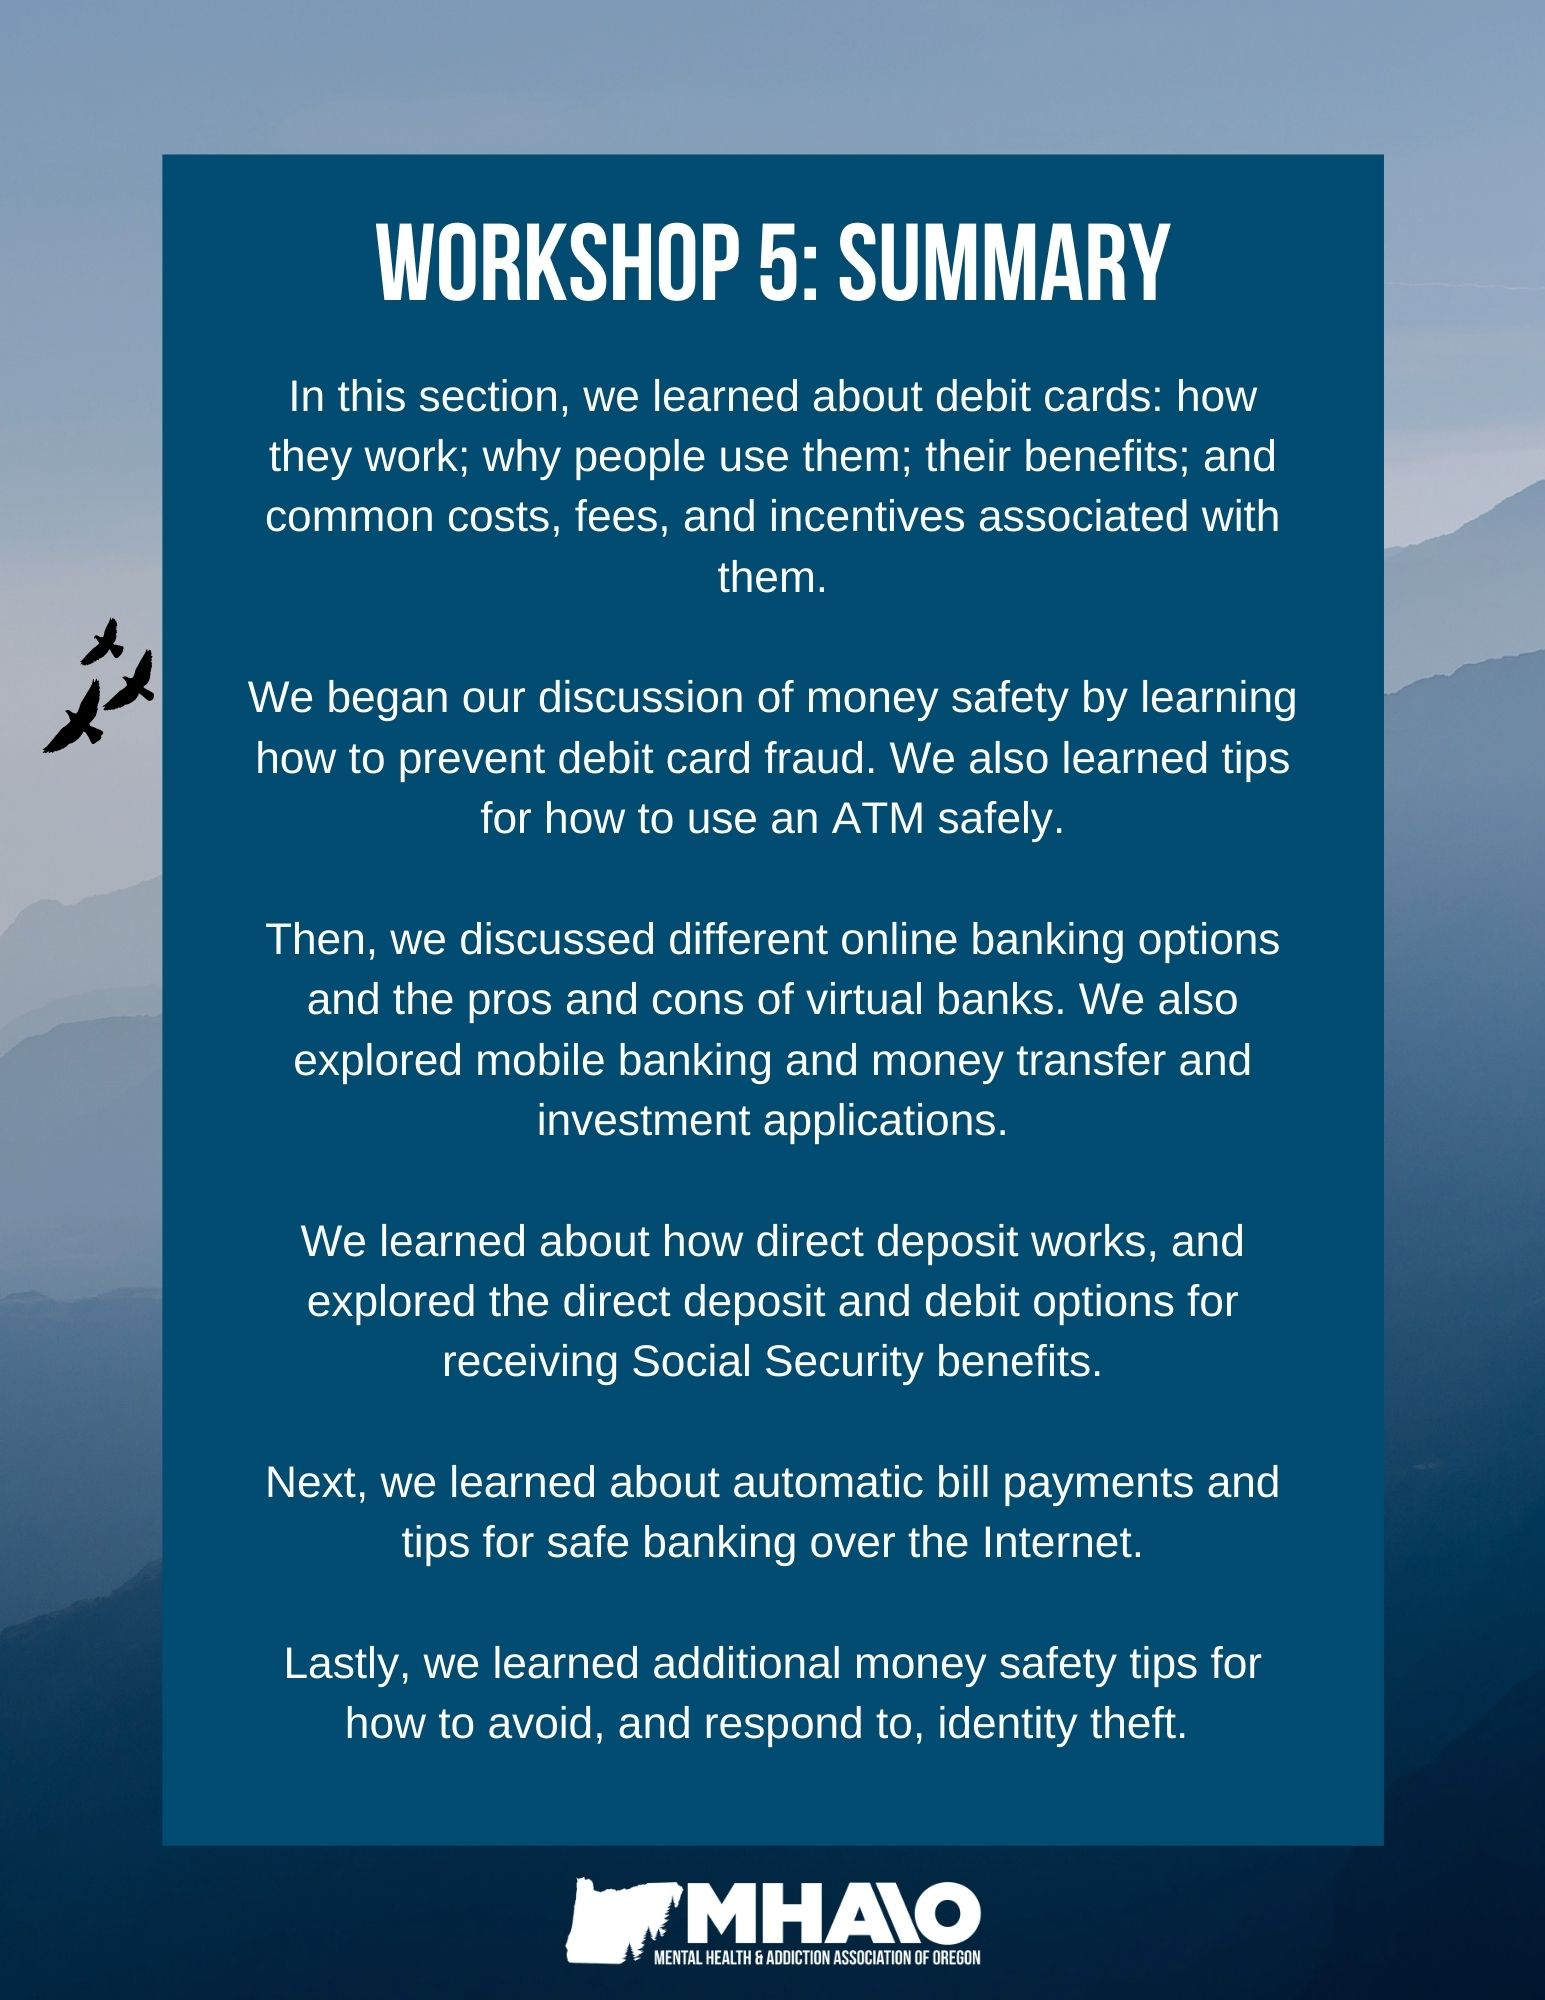 WORKSHOP 5: SUMMARY
In this section, we learned about debit cards: how
they work; why people use them; their benefits; and
common costs, fees, and incentives associated with
them.
We began our discussion of money safety by learning
how to prevent debit card fraud. We also learned tips
for how to use an ATM safely.
Then, we discussed different online banking options
and the pros and cons of virtual banks. We also
explored mobile banking and money transfer and
investment applications.
We learned about how direct deposit works, and
explored the direct deposit and debit options for
receiving Social Security benefits.
Next, we learned about automatic bill payments and
tips for safe banking over the Internet.
Lastly, we learned additional money safety tips for
how to avoid, and respond to, identity theft.
MHAAO
MENTAL HEALTH & ADDICTION ASSOCIATION OF OREGON